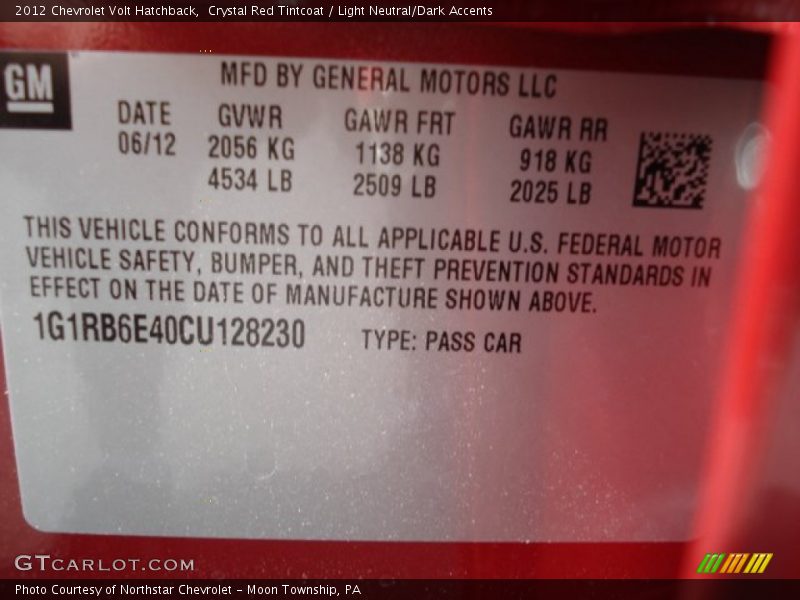 2012 Chevrolet Volt Hatchback,  Crystal Red Tintcoat / Light Neutral/Dark Accents
GM
MFD BY GENERAL MOTORS LLC
DATE GVWR GAWR FRT GAWR RR
06/12 2056 KG 1138 KG 918 KG
4534 LB 2509 LB 2025 LB
THIS VEHICLE CONFORMS TO ALL APPLICABLE U.S. FEDERAL MOTOR
VEHICLE SAFETY, BUMPER, AND THEFT PREVENTION STANDARDS IN
EFFECT ON THE DATE OF MANUFACTURE SHOWN ABOVE.
1G1RB6E40CU128230 TYPE: PASS CAR
GTCARLOT.COM
Photo Courtesy of Northstar Chevrolet - Moon Township, PA